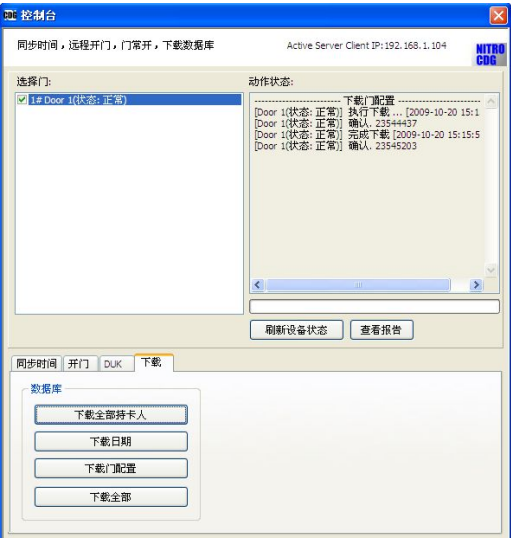 CDG 控制台
同步时间，远程开门，门常开，下载数据库
Active Server Client IP:192.168.1.104
NITRO
CDG
选择门:
动作状态:
1# Door 1(状态: 正常)
---------------------- 下载门配置 ----------------------
[Door 1(状态: 正常)] 执行下载 ... [2009-10-20 15:1
[Door 1(状态: 正常)] 确认. 23544437
[Door 1(状态: 正常)] 完成下载 [2009-10-20 15:15:5
[Door 1(状态: 正常)] 确认. 23545203
刷新设备状态
查看报告
同步时间 开门 DUK 下载
数据库
下载全部持卡人
下载日期
下载门配置
下载全部